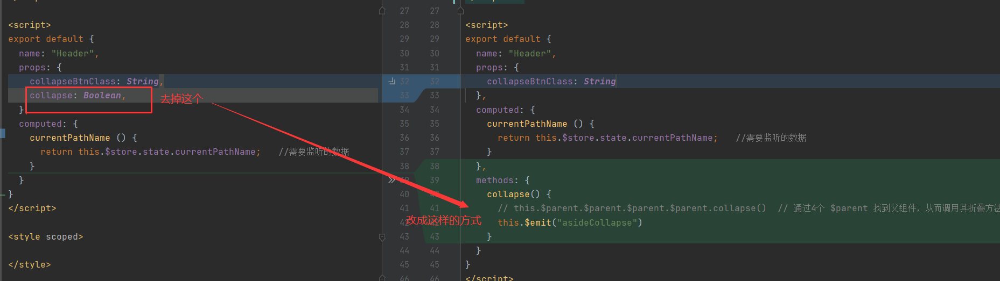 <script>
export default {
name: "Header",
props: {
collapseBtnClass: String,
collapse: Boolean,
去掉这个
}
computed: {
currentPathName () {
return this.$store.state.currentPathName;    //需要监听的数据
}
}
}
</script>
<style scoped>
</style>
27 27
28 28
29 29
30 30
31 31
32 32
33 33
34 34
35 35
36 36
37 37
38 38
39 39
40 40
41 41
42 42
43 43
44 44
45 45
46 46
改成这样的方式
<script>
export default {
name: "Header",
props: {
collapseBtnClass: String
},
computed: {
currentPathName () {
return this.$store.state.currentPathName;    //需要监听的数据
}
},
methods: {
collapse() {
// this.$parent.$parent.$parent.$parent.collapse()  // 通过4个 $parent 找到父组件，从而调用其折叠方法
this.$emit("asideCollapse")
}
}
}
</script>